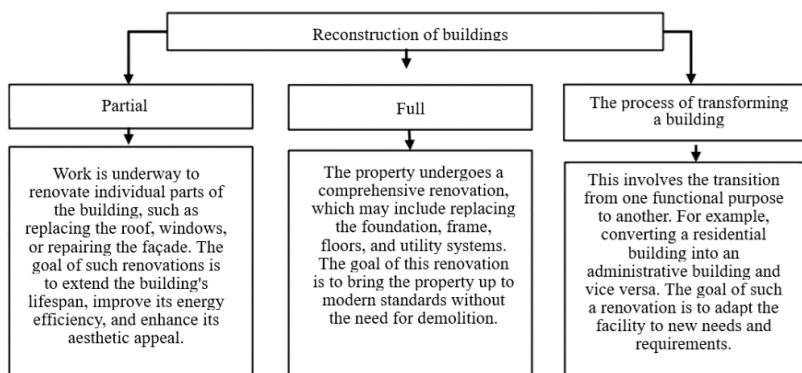 Reconstruction of buildings
Partial
Full
The process of transforming
a building
Work is underway to
renovate individual parts of
the building, such as
replacing the roof, windows,
or repairing the façade. The
goal of such renovations is
to extend the building's
lifespan, improve its energy
efficiency, and enhance its
aesthetic appeal.
The property undergoes a
comprehensive renovation,
which may include replacing
the foundation, frame,
floors, and utility systems.
The goal of this renovation
is to bring the property up to
modern standards without
the need for demolition.
This involves the transition
from one functional purpose
to another. For example,
converting a residential
building into an
administrative building and
vice versa. The goal of such
a renovation is to adapt the
facility to new needs and
requirements.